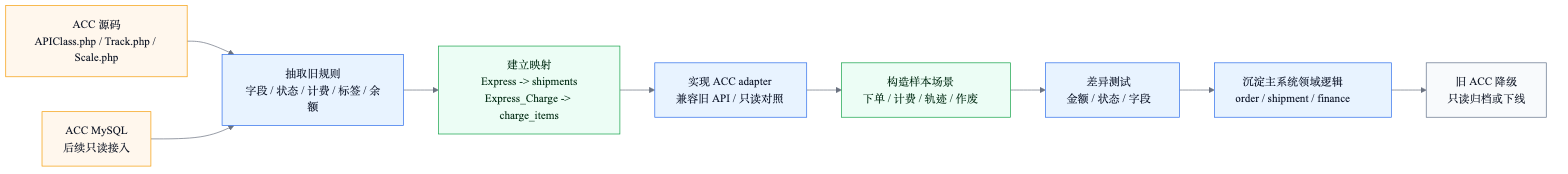 ACC 源码
APIClass.php / Track.php /
Scale.php
ACC MySQL
后续只读接入
抽取旧规则
字段 / 状态 / 计费 / 标签 / 余
额
建立映射
Express -> shipments
Express_Charge ->
charge_items
实现 ACC adapter
兼容旧 API / 只读对照
构造样本场景
下单 / 计费 / 轨迹 / 作废
差异测试
金额 / 状态 / 字段
沉淀主系统领域逻辑
order / shipment / finance
旧 ACC 降级
只读归档或下线